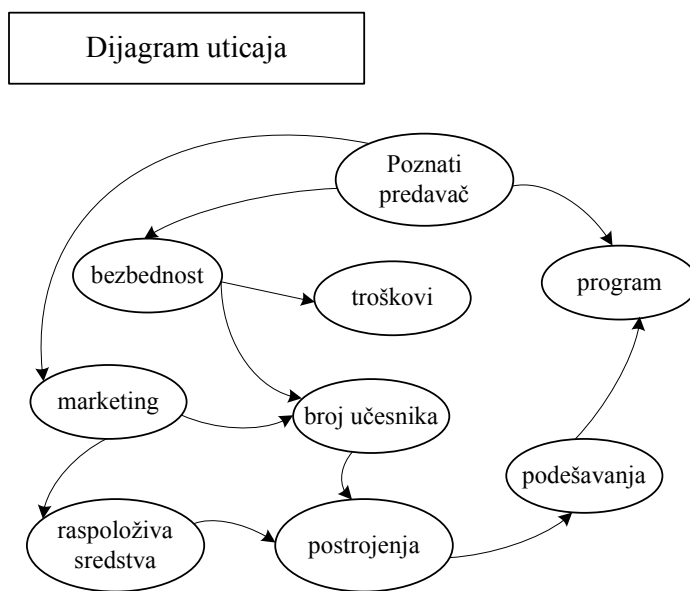 Dijagram uticaja
Poznati
predavač
bezbednost
troškovi
program
marketing
broj učesnika
podešavanja
raspoloživa
sredstva
postrojenja